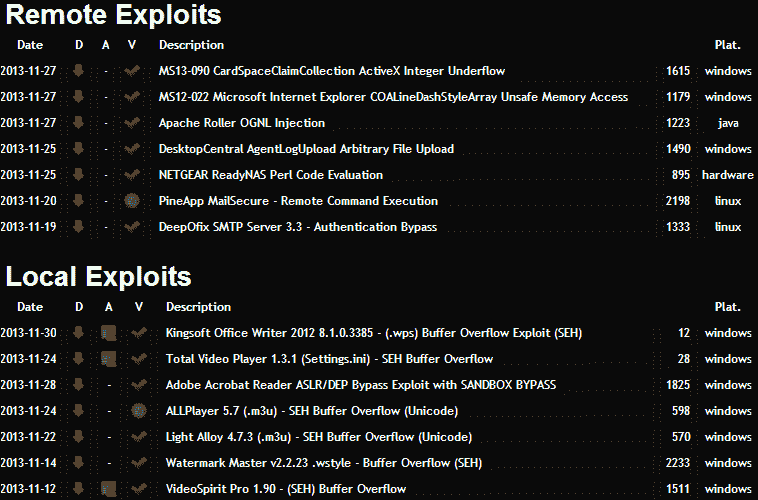 Remote Exploits
Date D A V Description Plat.
2013-11-27 - MS13-090 CardSpaceClaimCollection ActiveX Integer Underflow 1615 windows
2013-11-27 - MS12-022 Microsoft Internet Explorer COALineDashStyleArray Unsafe Memory Access 1179 windows
2013-11-27 - Apache Roller OGNL Injection 1223 java
2013-11-25 - DesktopCentral AgentLogUpload Arbitrary File Upload 1490 windows
2013-11-25 - NETGEAR ReadyNAS Perl Code Evaluation 895 hardware
2013-11-20 - PineApp MailSecure - Remote Command Execution 2198 linux
2013-11-19 - DeepOfix SMTP Server 3.3 - Authentication Bypass 1333 linux
Local Exploits
Date D A V Description Plat.
2013-11-30 Kingsoft Office Writer 2012 8.1.0.3385 - (.wps) Buffer Overflow Exploit (SEH) 12 windows
2013-11-24 Total Video Player 1.3.1 (Settings.ini) - SEH Buffer Overflow 28 windows
2013-11-28 - Adobe Acrobat Reader ASLR/DEP Bypass Exploit with SANDBOX BYPASS 1825 windows
2013-11-24 - ALLPlayer 5.7 (.m3u) - SEH Buffer Overflow (Unicode) 598 windows
2013-11-22 - Light Alloy 4.7.3 (.m3u) - SEH Buffer Overflow (Unicode) 570 windows
2013-11-14 - Watermark Master v2.2.23 .wstyle - Buffer Overflow (SEH) 2233 windows
2013-11-12 VideoSpirit Pro 1.90 - (SEH) Buffer Overflow 1511 windows